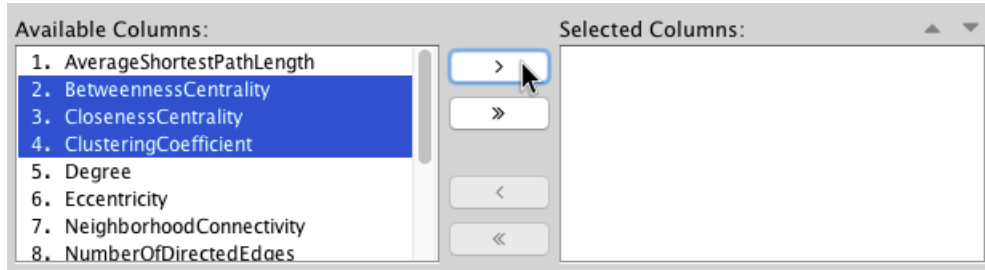 Available Columns:
1. AverageShortestPathLength
2. BetweennessCentrality
3. ClosenessCentrality
4. ClusteringCoefficient
5. Degree
6. Eccentricity
7. NeighborhoodConnectivity
8. NumberOfDirectedEdges
>
»
<
«
Selected Columns: